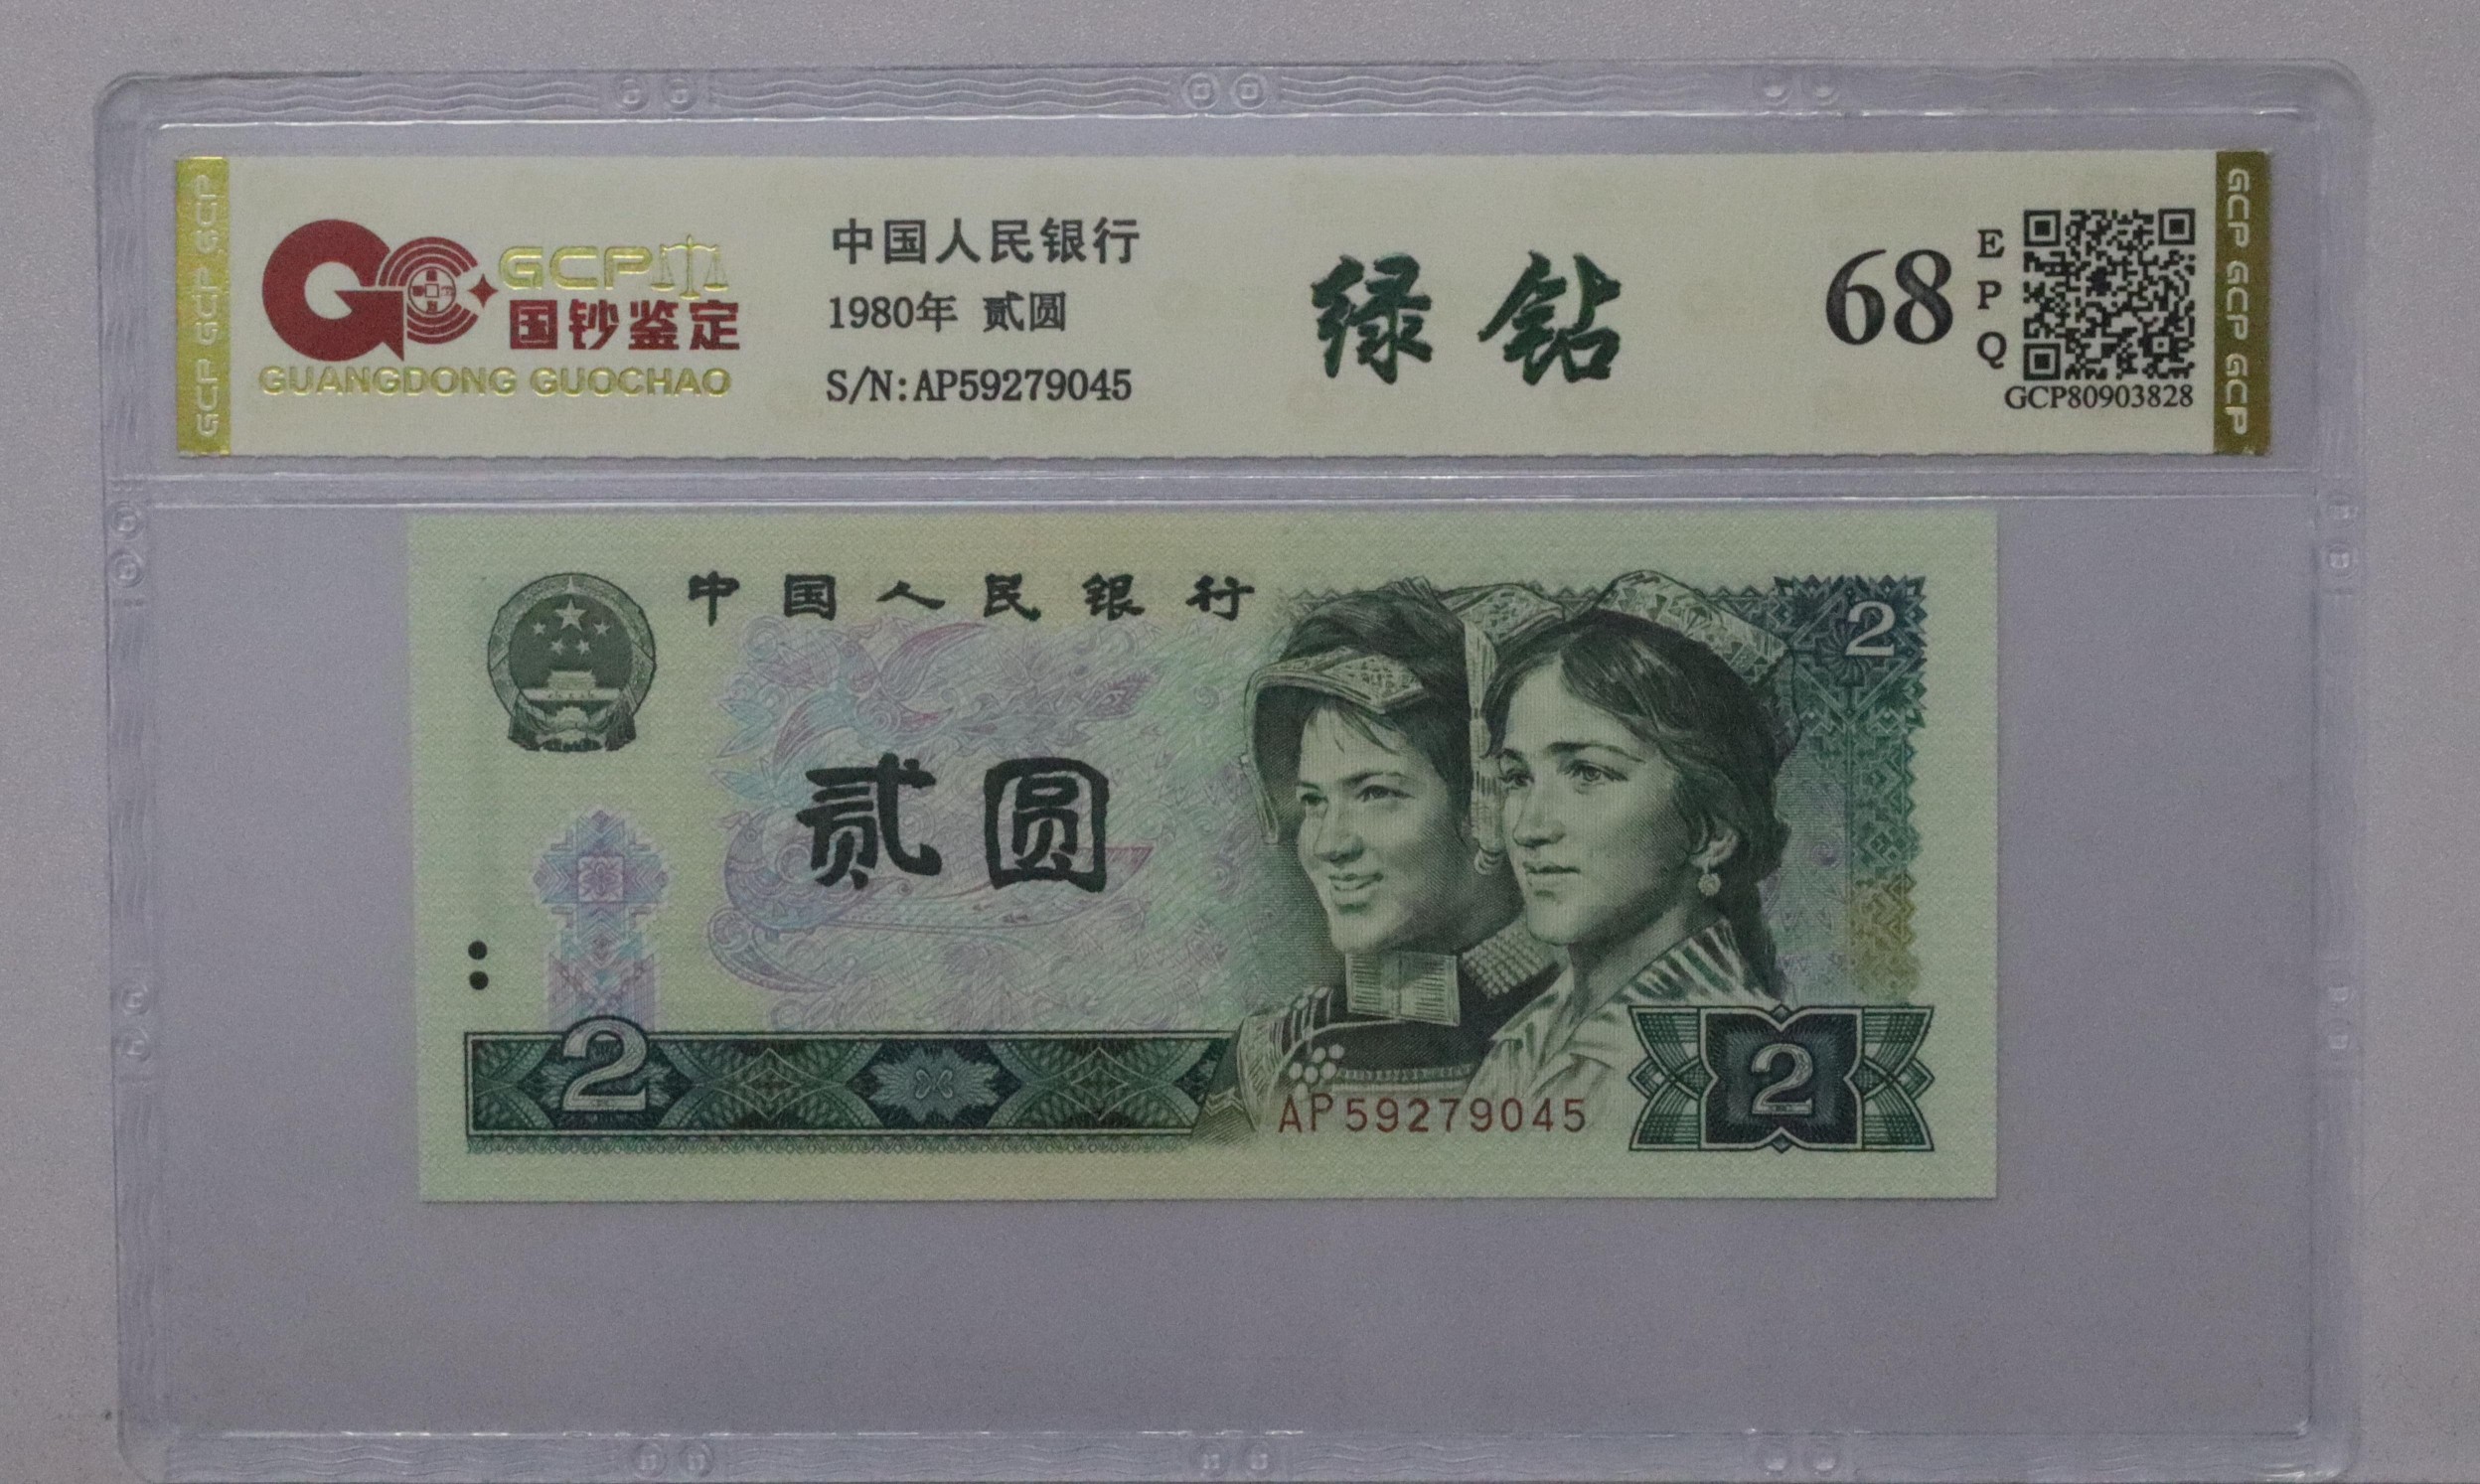 GCP GCP GCP
GCP
国钞鉴定
GUANGDONG GUOCHAO
中国人民银行
1980年 贰圆
S/N:AP59279045
绿钻
68
E
P
Q
GCP80903828
GCP GCP GCP
中国人民银行
2
贰圆
2
AP59279045
2